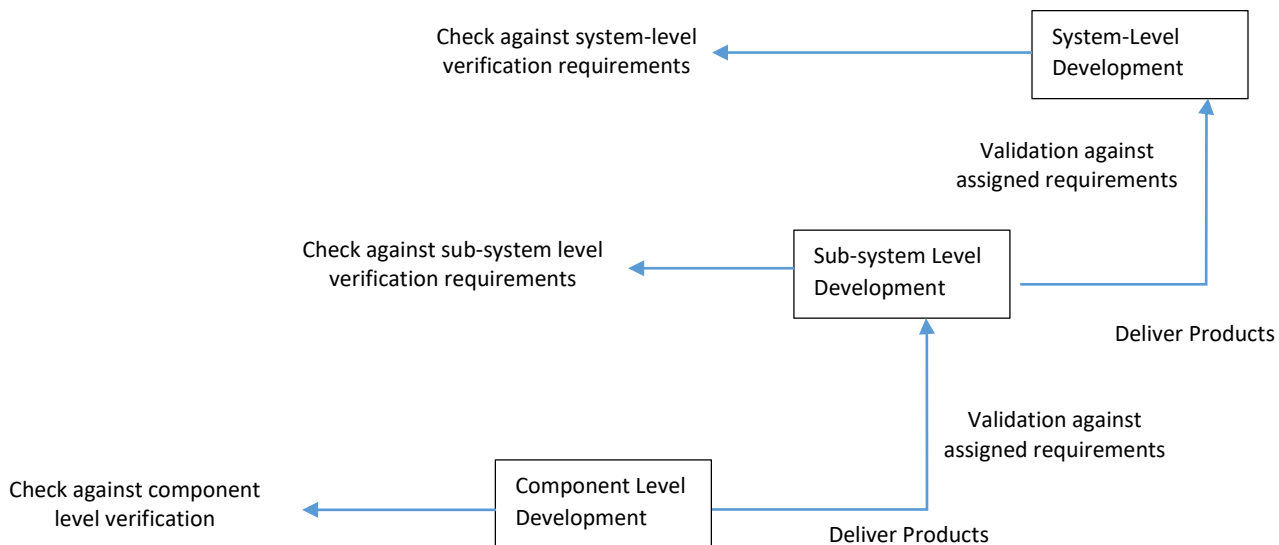 Check against system-level
verification requirements
System-Level
Development
Validation against
assigned requirements
Check against sub-system level
verification requirements
Sub-system Level
Development
Deliver Products
Validation against
assigned requirements
Check against component
level verification
Component Level
Development
Deliver Products